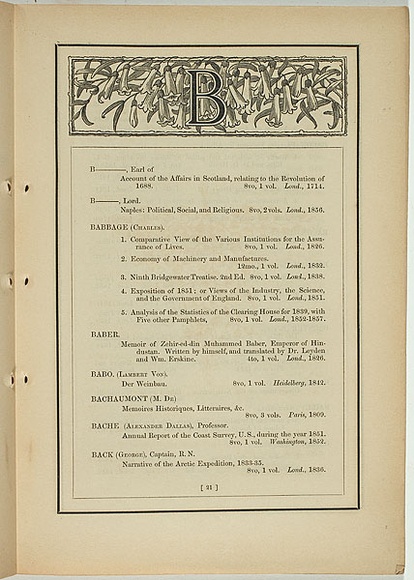 B
B———, Earl of
Account of the Affairs in Scotland, relating to the Revolution of
1688. 8vo, 1 vol. Lond., 1714.
B———, Lord.
Naples: Political, Social, and Religious. 8vo, 2 vols. Lond., 1856.
BABBAGE (CHARLES).
1. Comparative View of the Various Institutions for the Assu-
rance of Lives. 8vo, 1 vol. Lond., 1826.
2. Economy of Machinery and Manufactures.
12mo., 1 vol. Lond., 1832.
3. Ninth Bridgewater Treatise. 2nd Ed. 8vo, 1 vol. Lond., 1838.
4. Exposition of 1851; or Views of the Industry, the Science,
and the Government of England. 8vo, 1 vol. Lond., 1851.
5. Analysis of the Statistics of the Clearing House for 1839, with
Five other Pamphlets, 8vo, 1 vol. Lond., 1852-1857.
BABER.
Memoir of Zehir-ed-din Muhammed Baber, Emperor of Hin-
dustan. Written by himself, and translated by Dr. Leyden
and Wm. Erskine. 4to, 1 vol. Lond., 1826.
BABO. (LAMBERT VON).
Der Weinbau. 8vo, 1 vol. Heidelberg, 1842.
BACHAUMONT (M. DE)
Memoires Historiques, Litteraires, &c.
8vo, 3 vols. Paris, 1809.
BACHE (ALEXANDER DALLAS), Professor.
Annual Report of the Coast Survey, U.S., during the year 1851.
8vo, 1 vol. Washington, 1852.
BACK (GEORGE), Captain, R. N.
Narrative of the Arctic Expedition, 1833-35.
8vo, 1 vol. Lond., 1836.
[ 21 ]